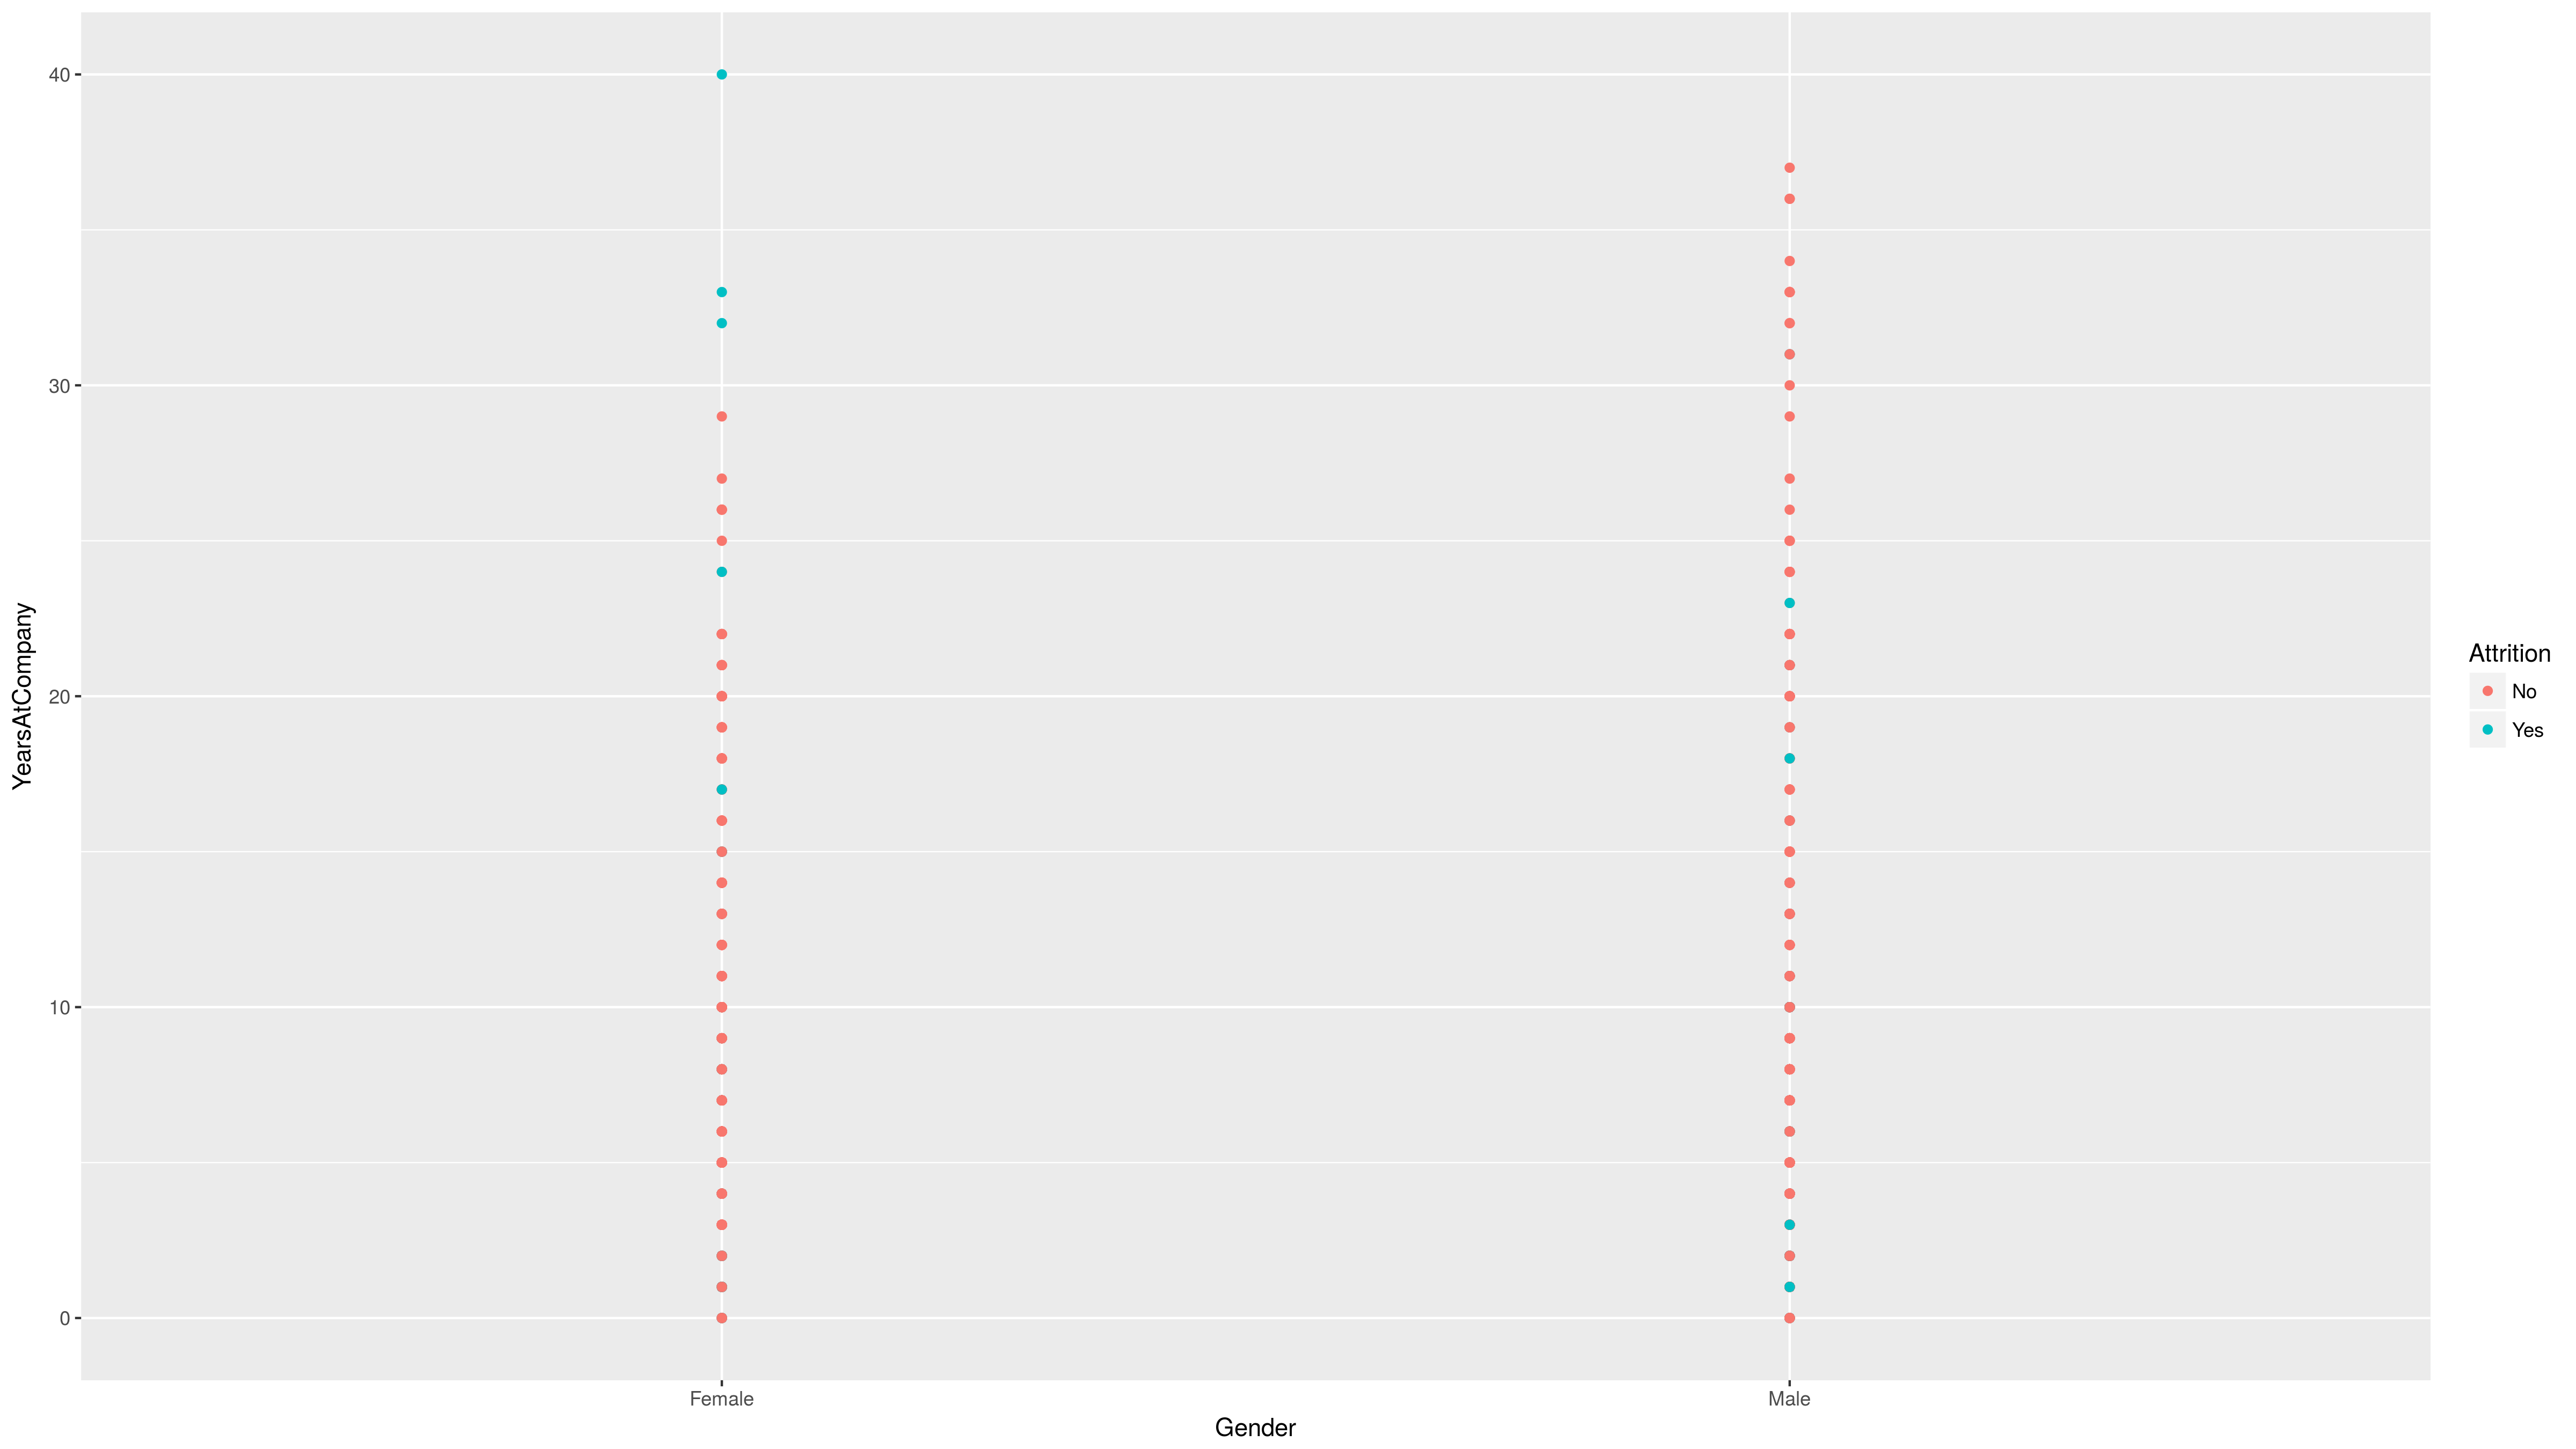 40
30
20
10
0
YearsAtCompany
Female
Male
Gender
Attrition
No
Yes